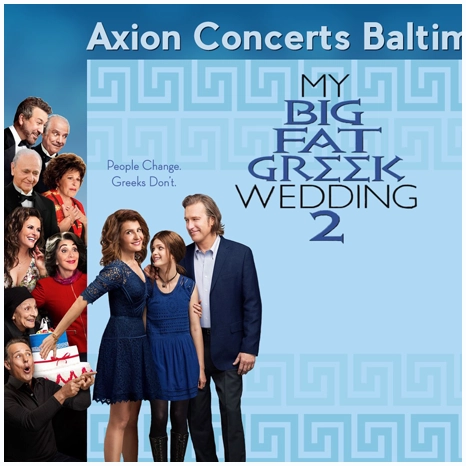 Axion Concerts Baltim
MY
BIG
FAT
GREEK
WEDDING
2
People Change.
Greeks Don't.